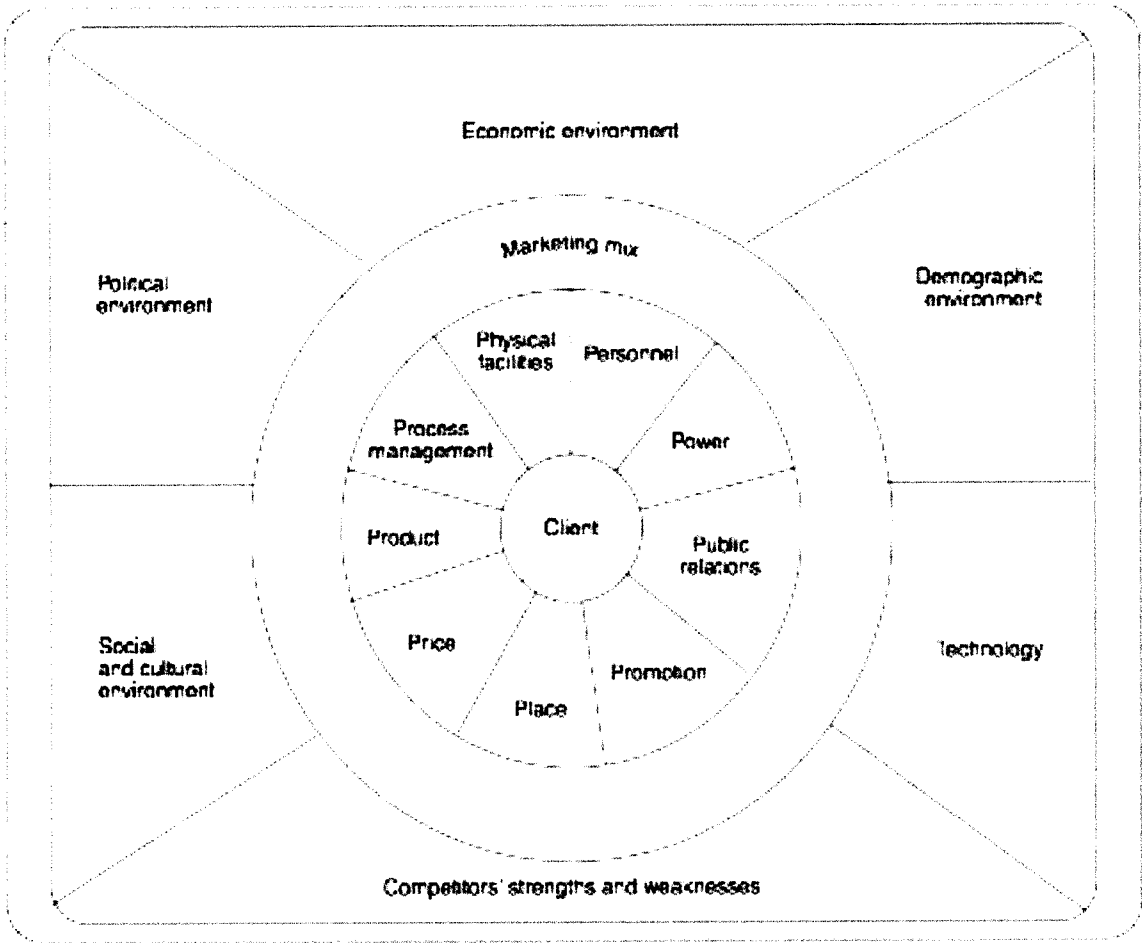 Economic environment
Marketing mix
Political
environment
Demographic
environment
Physical
facilities
Personnel
Process
management
Power
Product
Client
Public
relations
Price
Promotion
Place
Social
and cultural
environment
Technology
Competitors' strengths and weaknesses